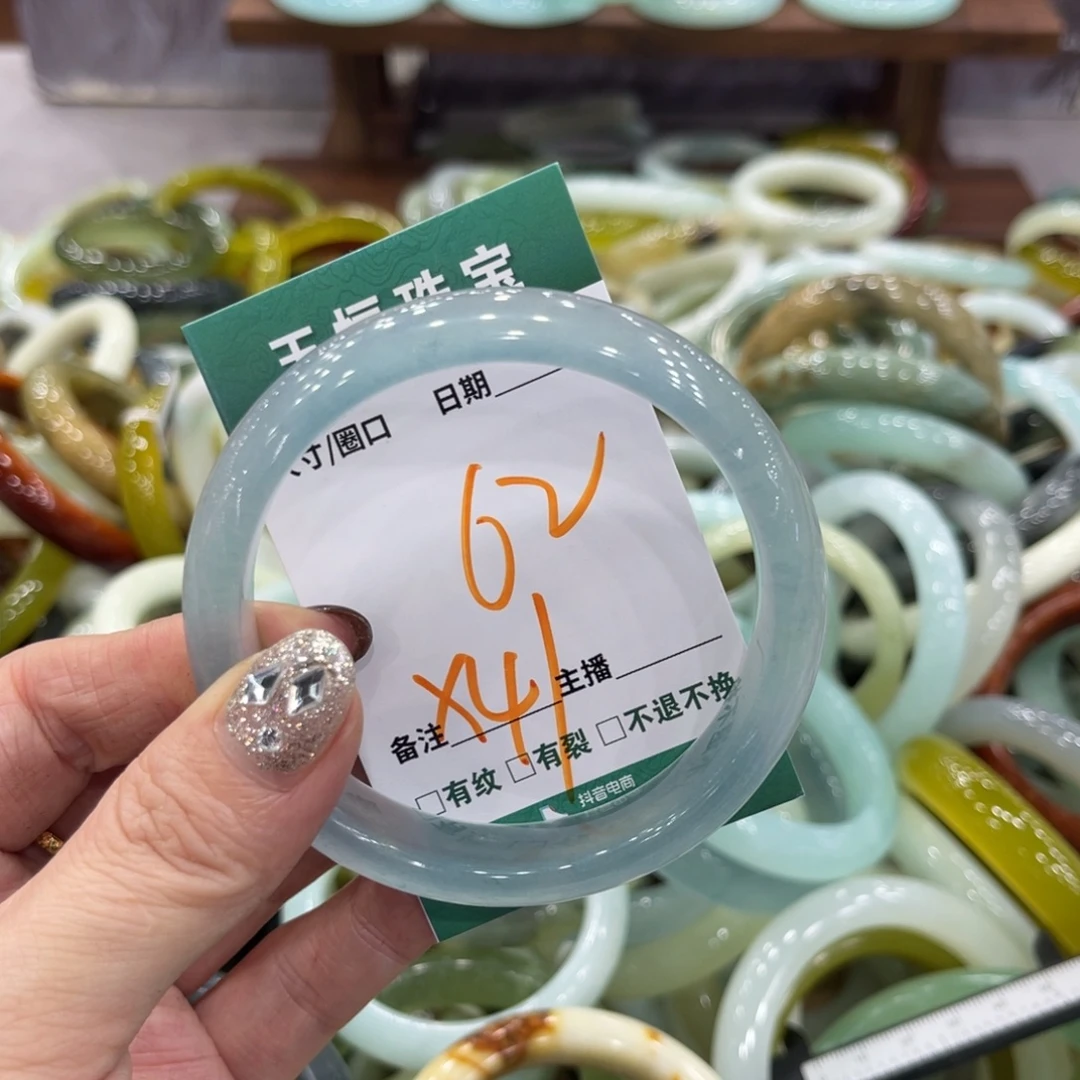 珠宝
寸/圈口 日期
62
X41
备注 主播
□有纹 □有裂 □不退不换
抖音电商